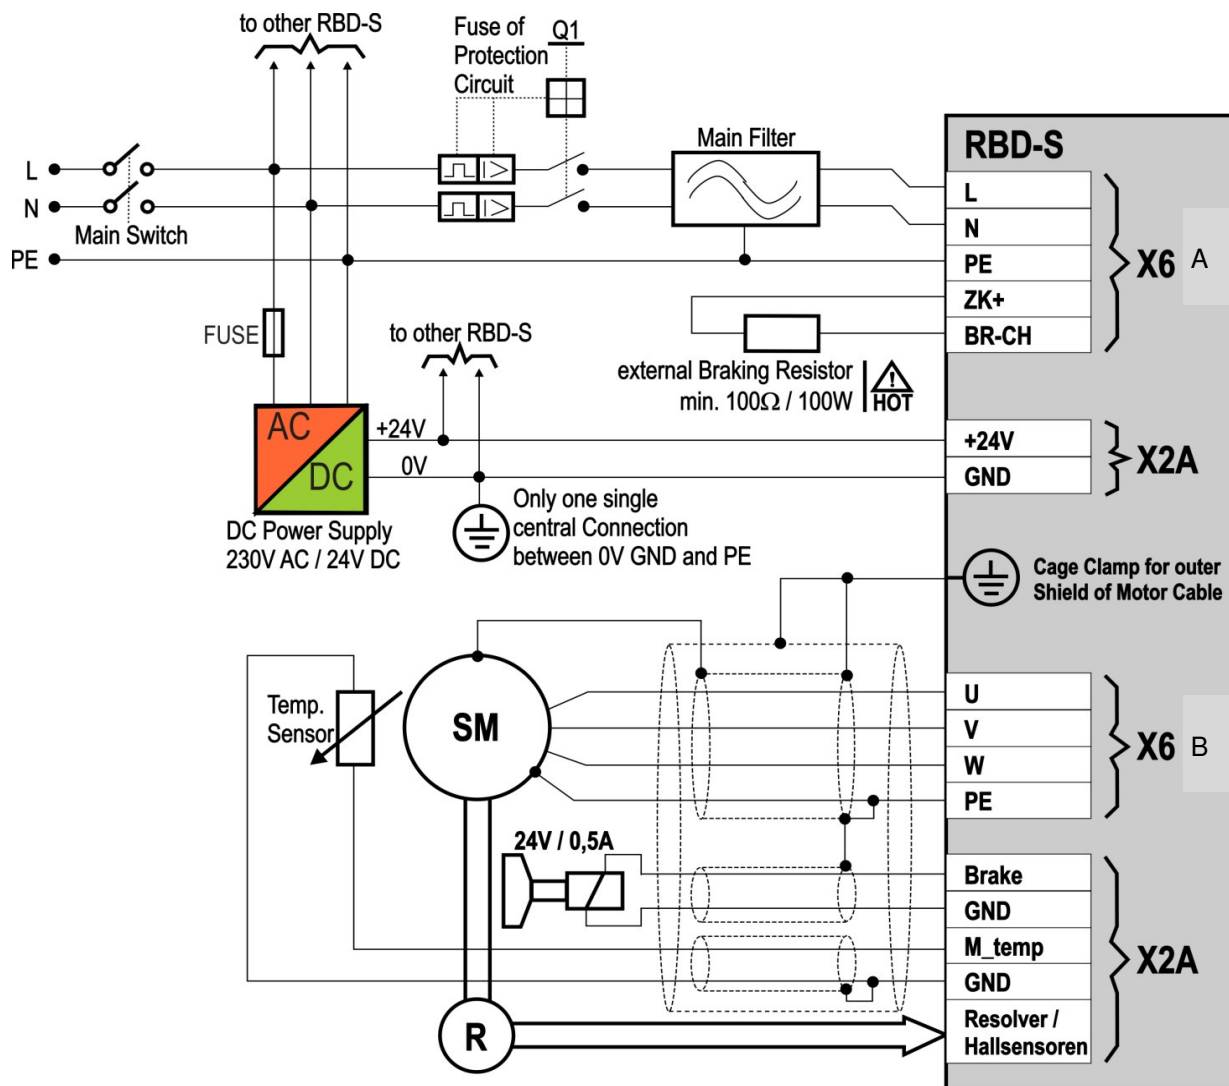 to other RBD-S
Fuse of
Protection
Circuit
Q1
Main Filter
RBD-S
L
N
Main Switch
PE
L
N
PE
ZK+
BR-CH
X6 A
FUSE
to other RBD-S
external Braking Resistor
min. 100Ω / 100W
HOT
AC
DC
+24V
0V
+24V
GND
X2A
DC Power Supply
230V AC / 24V DC
Only one single
central Connection
between 0V GND and PE
Cage Clamp for outer
Shield of Motor Cable
Temp.
Sensor
SM
U
V
W
PE
X6 B
24V / 0,5A
Brake
GND
M_temp
GND
Resolver /
Hallsensoren
X2A
R